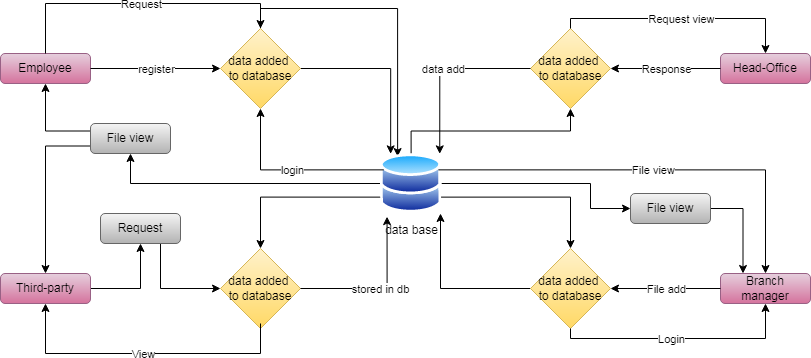 Request
Request view
Employee
register
data added
to database
data add
data added
to database
Response
Head-Office
File view
login
File view
Request
File view
data base
Third-party
data added
to database
stored in db
data added
to database
File add
Branch
manager
View
Login